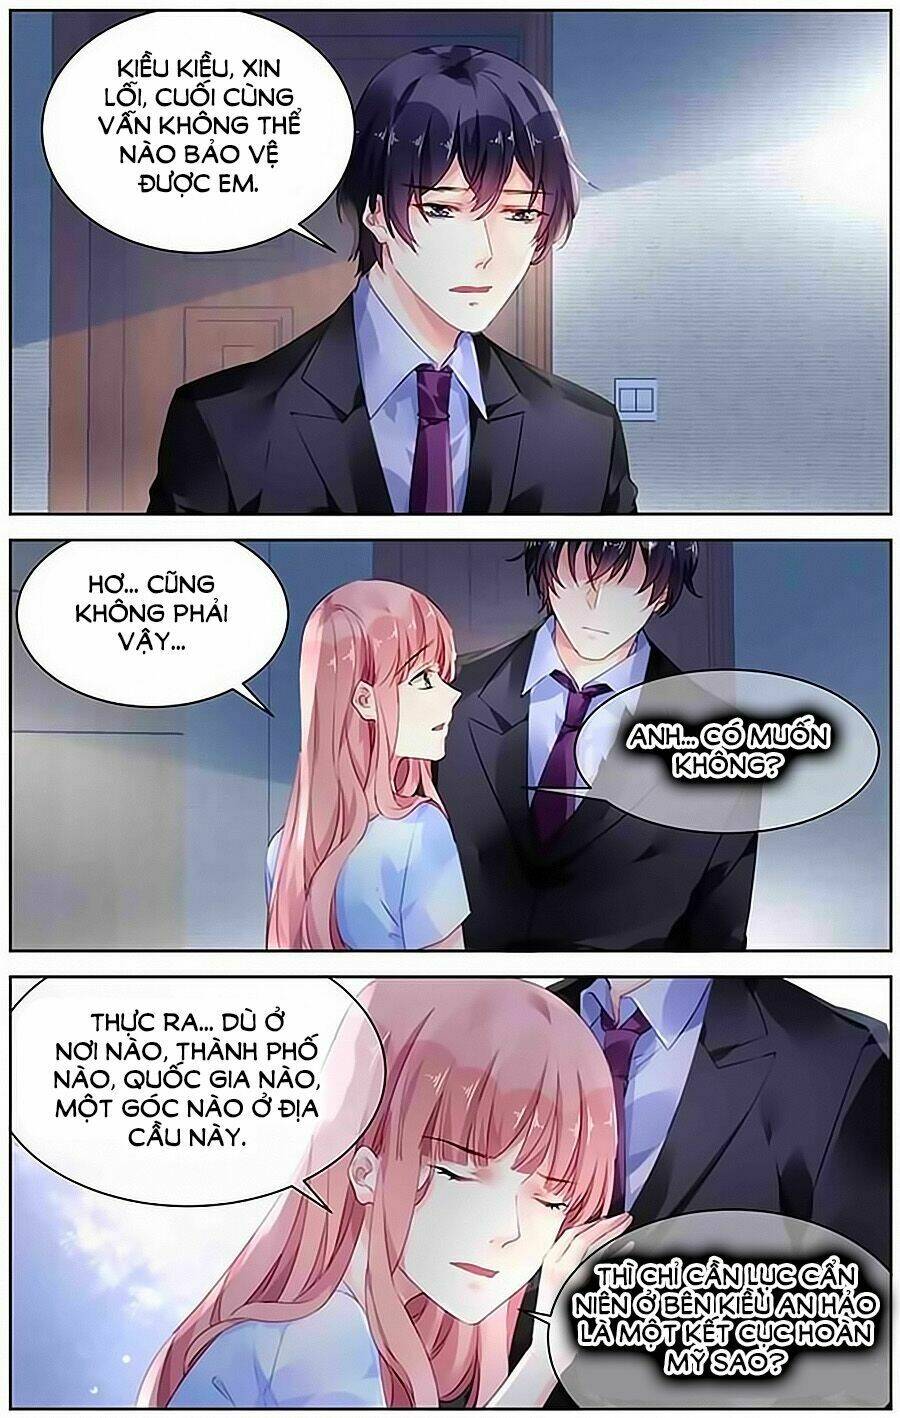 KIỀU KIỀU, XIN
LỖI, CUỐI CÙNG
VẪN KHÔNG THỂ
NÀO BẢO VỆ
ĐƯỢC EM.
HƠ... CŨNG
KHÔNG PHẢI
VẬY...
ANH... CÓ MUỐN
KHÔNG?
THỰC RA... DÙ Ở
NƠI NÀO, THÀNH PHỐ
NÀO, QUỐC GIA NÀO,
MỘT GÓC NÀO Ở ĐỊA
CẦU NÀY.
THÌ CHỈ CẦN LỤC CẨN
NIÊN Ở BÊN KIỀU AN HẢO
LÀ MỘT KẾT CỤC HOÀN
MỸ SAO?